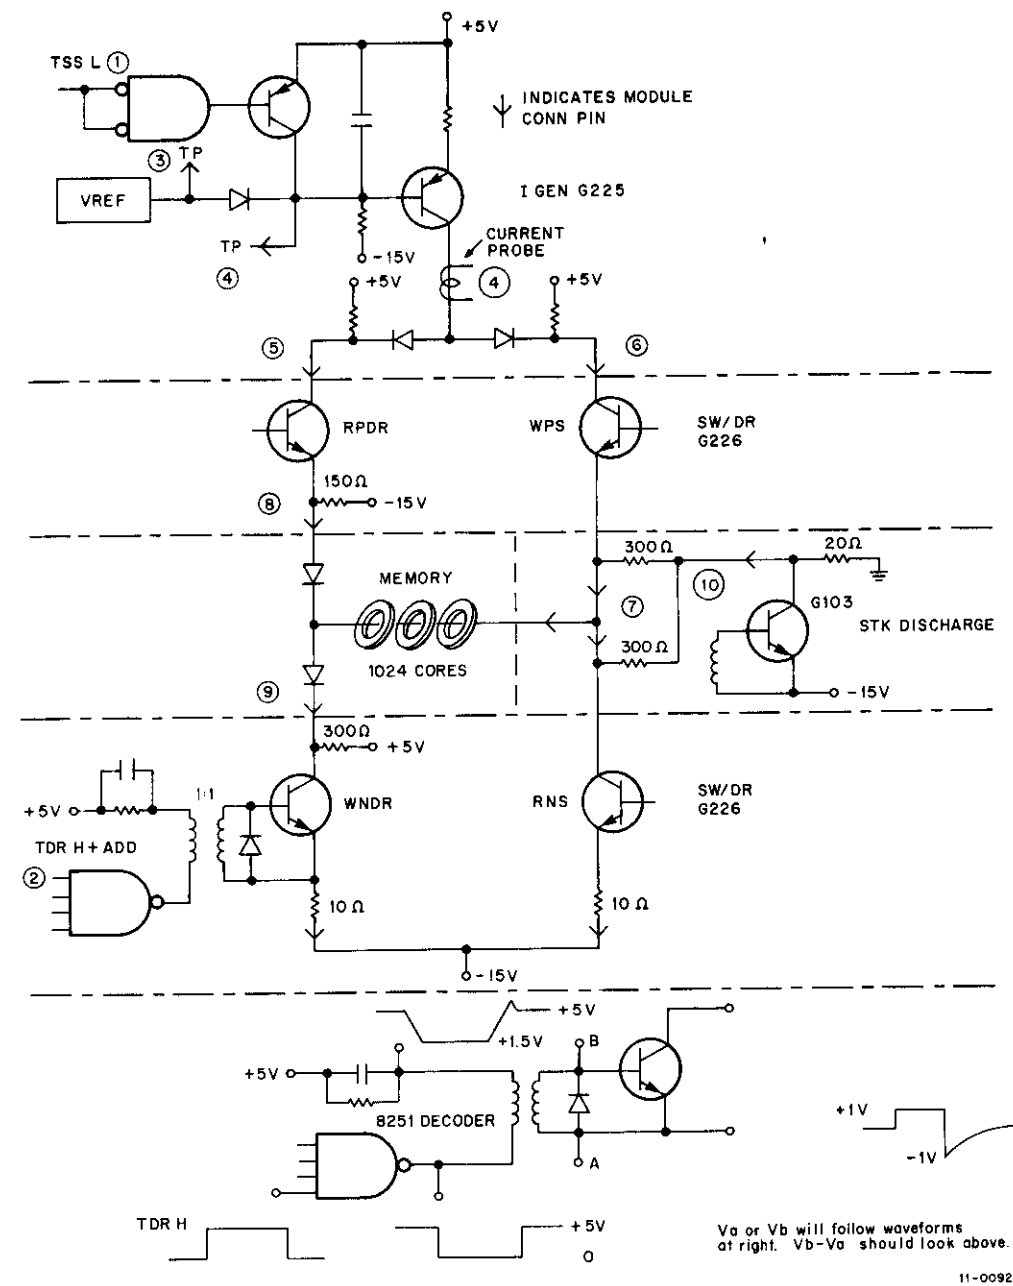 +5V
TSS L ①
INDICATES MODULE
CONN PIN
③ TP
VREF
I GEN G225
TP
④
-15V
CURRENT
PROBE
④
+5V
+5V
⑤
⑥
RPDR
WPS
SW/DR
G226
150Ω
-15V
⑧
300Ω
20Ω
MEMORY
⑩
⑦
G103
STK DISCHARGE
1024 CORES
300Ω
⑨
-15V
300Ω
+5V
1:1
WNDR
RNS
SW/DR
G226
+5V
TDR H + ADD
②
10Ω
10Ω
-15V
+5V
+1.5V
B
+5V
8251 DECODER
A
+1V
-1V
TDR H
+5V
0
Va or Vb will follow waveforms
at right. Vb-Va should look above.
11-0092